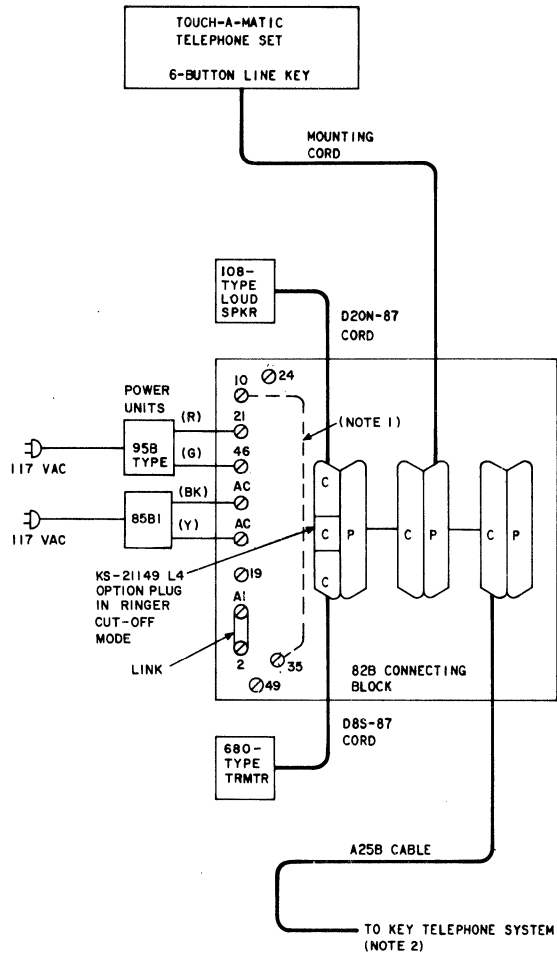 TOUCH-A-MATIC
TELEPHONE SET
6-BUTTON LINE KEY
MOUNTING
CORD
108-
TYPE
LOUD
SPKR
D20N-87
CORD
10
24
POWER
UNITS
(R)
21
(NOTE 1)
95B
TYPE
(G)
46
117 VAC
(BK)
AC
85B1
(Y)
AC
117 VAC
C
C
C
P
C
P
C
P
KS-21149 L4
OPTION PLUG
IN RINGER
CUT-OFF
MODE
19
A1
LINK
2
35
49
82B CONNECTING
BLOCK
D8S-87
CORD
680-
TYPE
TRMTR
A25B CABLE
TO KEY TELEPHONE SYSTEM
(NOTE 2)